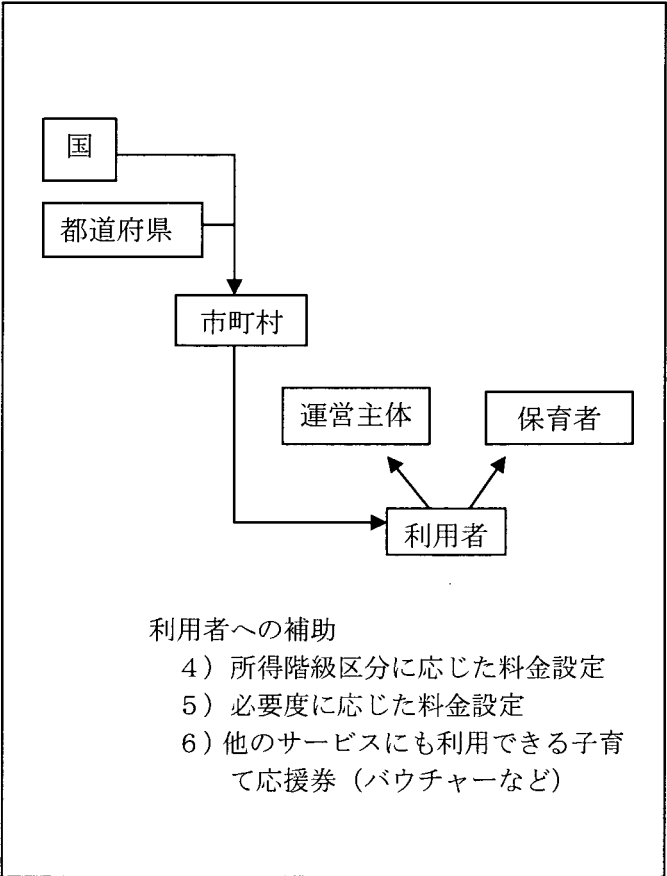 国
都道府県
市町村
運営主体
保育者
利用者
利用者への補助
4）所得階級区分に応じた料金設定
5）必要度に応じた料金設定
6）他のサービスにも利用できる子育
て応援券（バウチャーなど）